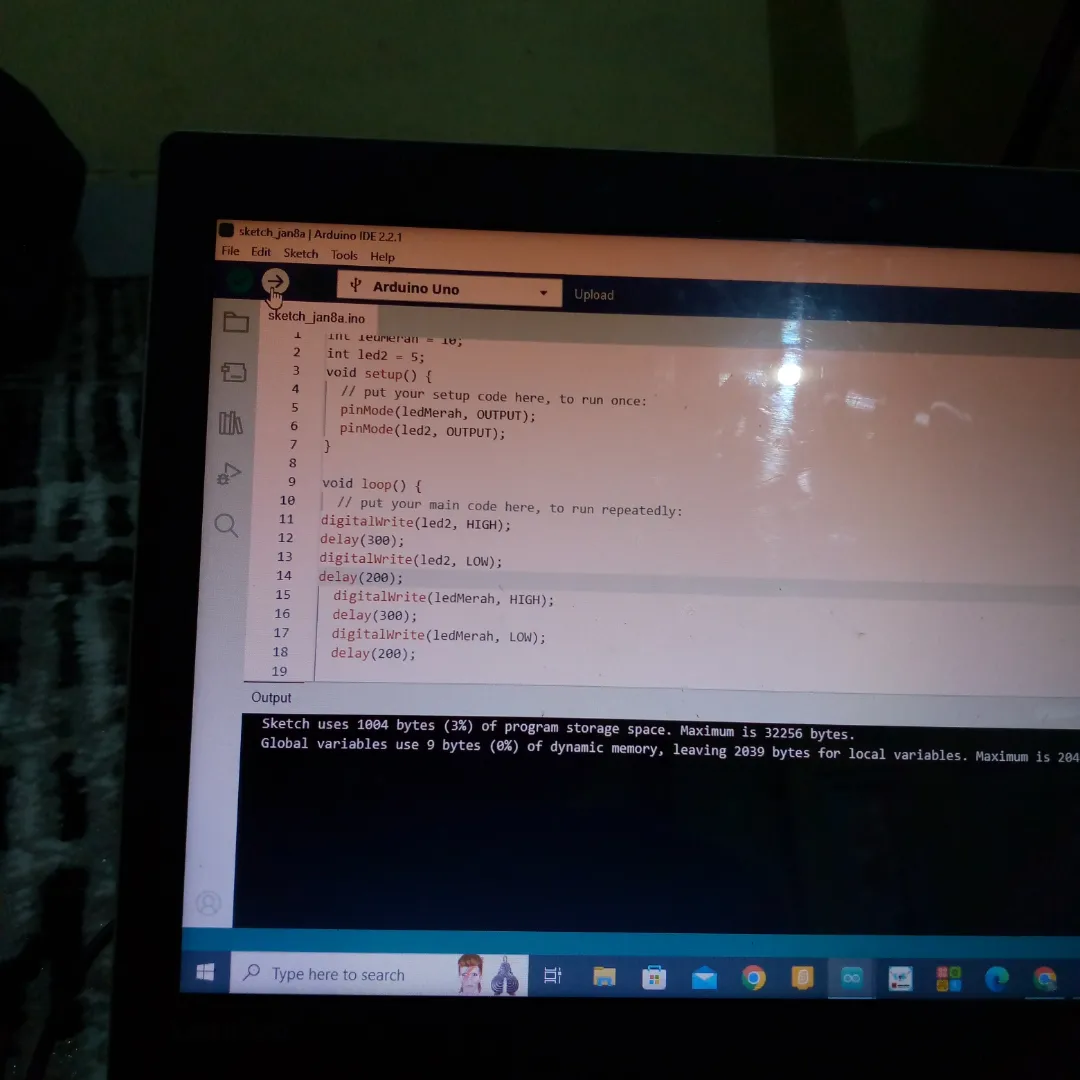 sketch_jan8a | Arduino IDE 2.2.1
File Edit Sketch Tools Help
Arduino Uno
Upload
sketch_jan8a.ino
1 int ledMerah = 10;
2 int led2 = 5;
3 void setup() {
4 // put your setup code here, to run once:
5 pinMode(ledMerah, OUTPUT);
6 pinMode(led2, OUTPUT);
7 }
8
9 void loop() {
10 // put your main code here, to run repeatedly:
11 digitalWrite(led2, HIGH);
12 delay(300);
13 digitalWrite(led2, LOW);
14 delay(200);
15 digitalWrite(ledMerah, HIGH);
16 delay(300);
17 digitalWrite(ledMerah, LOW);
18 delay(200);
19
Output
Sketch uses 1004 bytes (3%) of program storage space. Maximum is 32256 bytes.
Global variables use 9 bytes (0%) of dynamic memory, leaving 2039 bytes for local variables. Maximum is 204
Type here to search